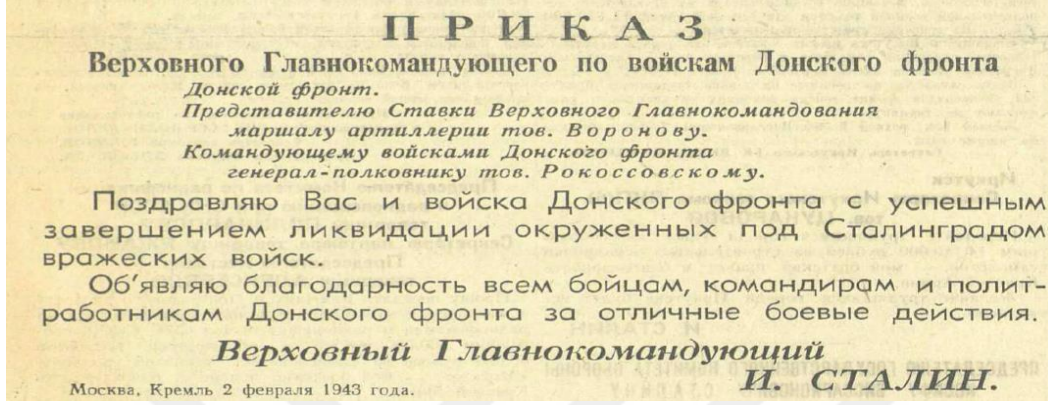 ПРИКАЗ
Верховного Главнокомандующего по войскам Донского фронта
Донской фронт.
Представителю Ставки Верховного Главнокомандования
маршалу артиллерии тов. Воронову.
Командующему войсками Донского фронта
генерал-полковнику тов. Рокоссовскому.
Поздравляю Вас и войска Донского фронта с успешным
завершением ликвидации окруженных под Сталинградом
вражеских войск.
Об’являю благодарность всем бойцам, командирам и полит-
работникам Донского фронта за отличные боевые действия.
Верховный Главнокомандующий
И. СТАЛИН.
Москва, Кремль 2 февраля 1943 года.